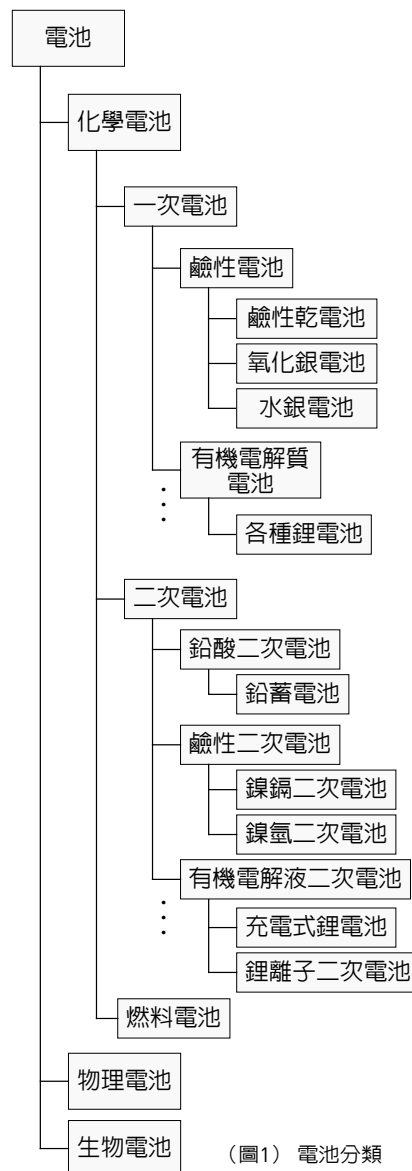 電池
化學電池
一次電池
鹼性電池
鹼性乾電池
氧化銀電池
水銀電池
有機電解質
電池
各種鋰電池
二次電池
鉛酸二次電池
鉛蓄電池
鹼性二次電池
鎳鎘二次電池
鎳氫二次電池
有機電解液二次電池
充電式鋰電池
鋰離子二次電池
燃料電池
物理電池
生物電池
（圖1） 電池分類